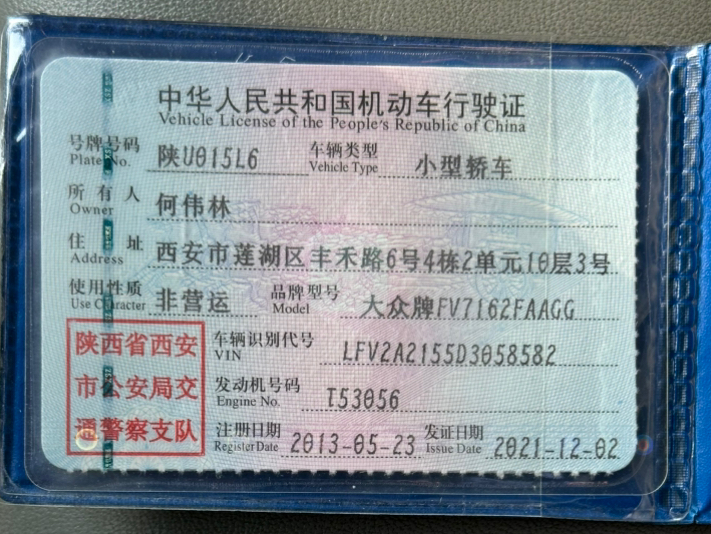 中华人民共和国机动车行驶证
Vehicle License of the People's Republic of China
号牌号码 陕U015L6 车辆类型 小型轿车
Plate No. Vehicle Type
所有人 何伟林
Owner
住址 西安市莲湖区丰禾路6号4栋2单元10层3号
Address
使用性质 非营运 品牌型号 大众牌FV7162FAAGG
Use Character Model
陕西省西安市公安局交通警察支队
车辆识别代号 LFV2A2155D3058582
VIN
发动机号码 T53056
Engine No.
注册日期 2013-05-23 发证日期 2021-12-02
Register Date Issue Date